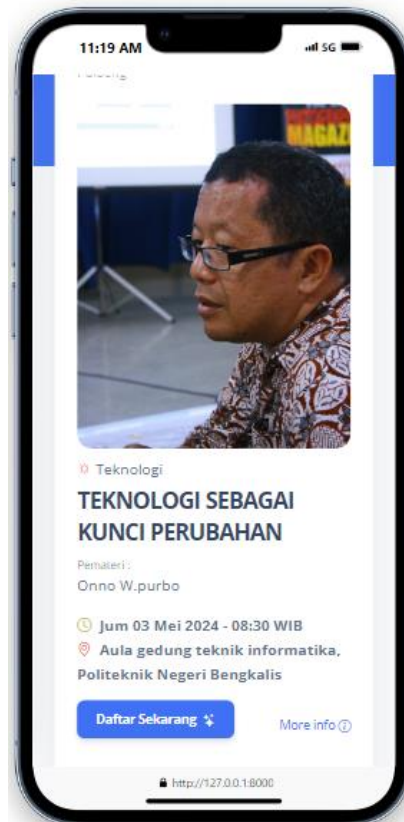 11:19 AM
5G
MAGAZI
Teknologi
TEKNOLOGI SEBAGAI
KUNCI PERUBAHAN
Pemateri :
Onno W.purbo
Jum 03 Mei 2024 - 08:30 WIB
Aula gedung teknik informatika,
Politeknik Negeri Bengkalis
Daftar Sekarang
More info
http://127.0.0.1:8000